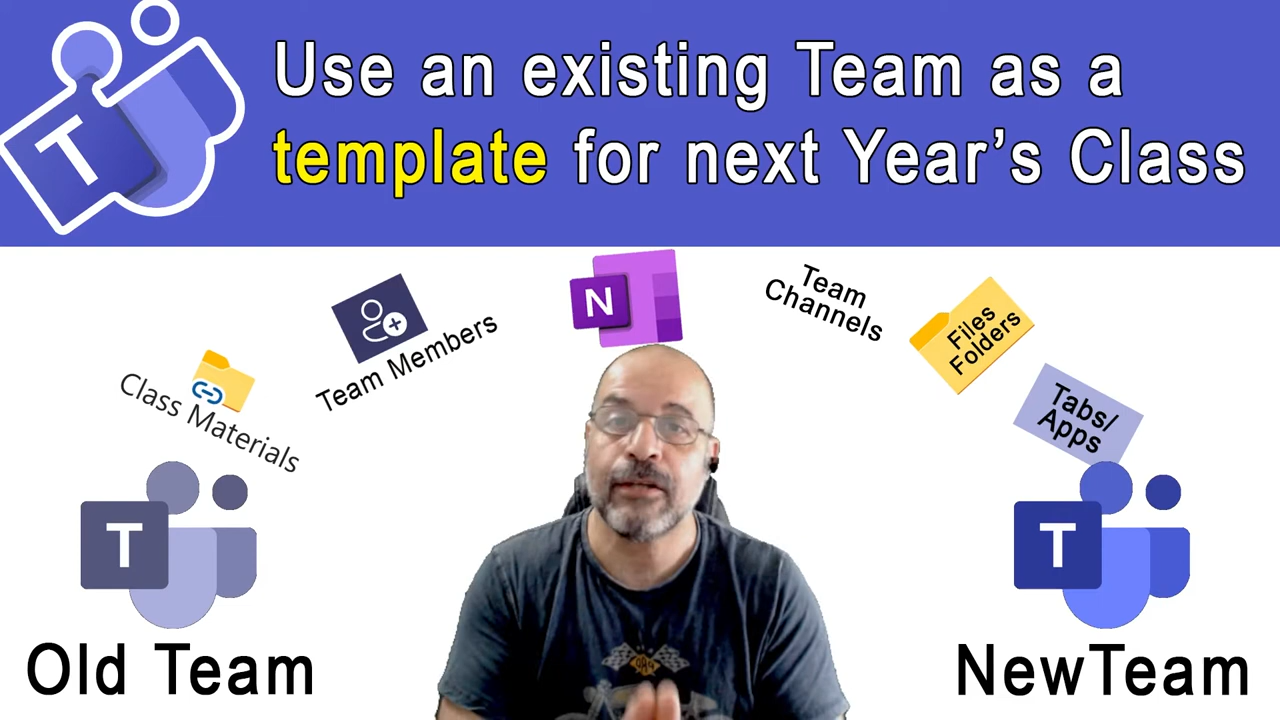 T
Use an existing Team as a
template for next Year's Class
Class Materials
Team Members
N
Team
Channels
Files
Folders
Tabs/
Apps
T
Old Team
T
NewTeam